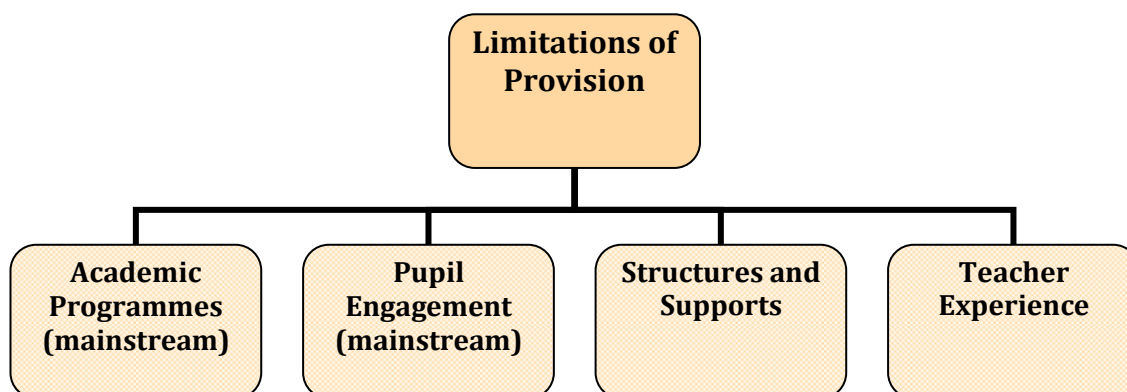 Limitations of
Provision
Academic
Programmes
(mainstream)
Pupil
Engagement
(mainstream)
Structures and
Supports
Teacher
Experience